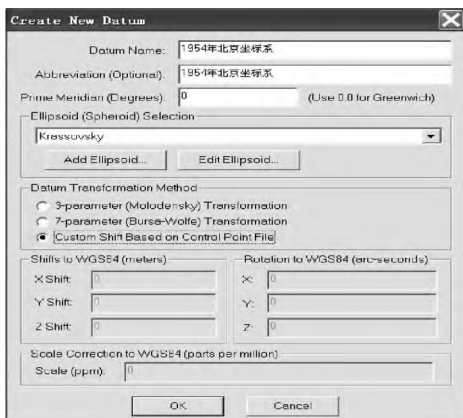 Create New Datum
Datum Name: 1954年北京坐标系
Abbreviation (Optional): 1954年北京坐标系
Prime Meridian (Degrees): 0 (Use 0.0 for Greenwich)
Ellipsoid (Spheroid) Selection
Krassovsky
Add Ellipsoid... Edit Ellipsoid...
Datum Transformation Method
3-parameter (Molodensky) Transformation
7-parameter (Bursa-Wolfe) Transformation
Custom Shift Based on Control Point File
Shifts to WGS84 (meters) Rotation to WGS84 (arc-seconds)
X Shift: 0 X: 0
Y Shift: 0 Y: 0
Z Shift: 0 Z: 0
Scale Correction to WGS84 (parts per million)
Scale (ppm): 0
OK Cancel